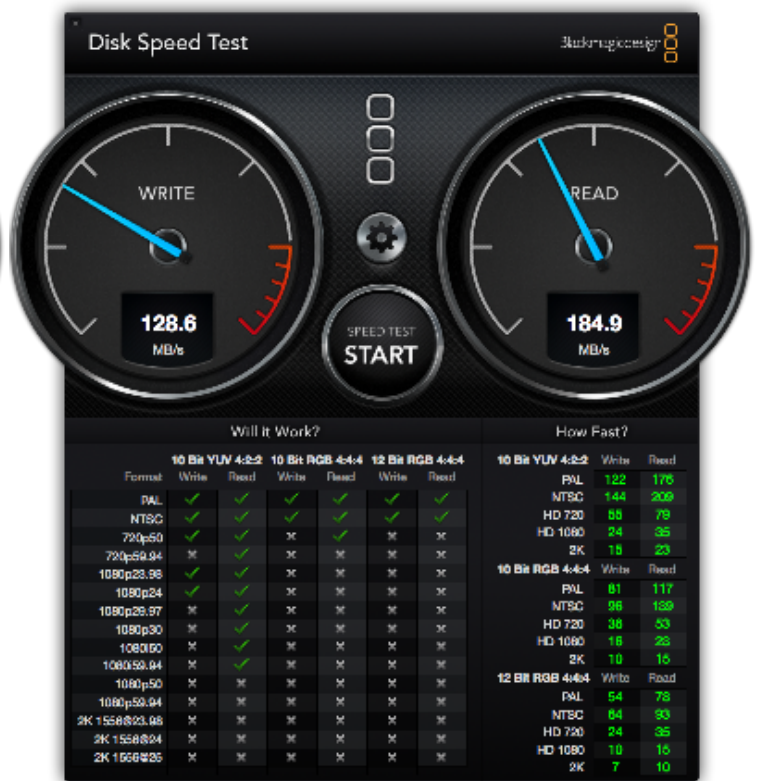 Disk Speed Test
Blackmagicdesign
WRITE
128.6
MB/s
READ
184.9
MB/s
SPEED TEST
START
Will it Work?
10 Bit YUV 4:2:2 10 Bit RGB 4:4:4 12 Bit RGB 4:4:4
Format Write Read Write Read Write Read
PAL
NTSC
720p50
720p59.94
1080p23.98
1080p24
1080p29.97
1080p30
1080i50
1080i59.94
1080p50
1080p59.94
2K 1556@23.98
2K 1556@24
2K 1556@25
How Fast?
10 Bit YUV 4:2:2 Write Read
PAL 122 176
NTSC 144 209
HD 720 55 79
HD 1080 24 35
2K 15 23
10 Bit RGB 4:4:4 Write Read
PAL 81 117
NTSC 96 139
HD 720 38 53
HD 1080 16 23
2K 10 15
12 Bit RGB 4:4:4 Write Read
PAL 54 78
NTSC 64 93
HD 720 24 35
HD 1080 10 15
2K 7 10